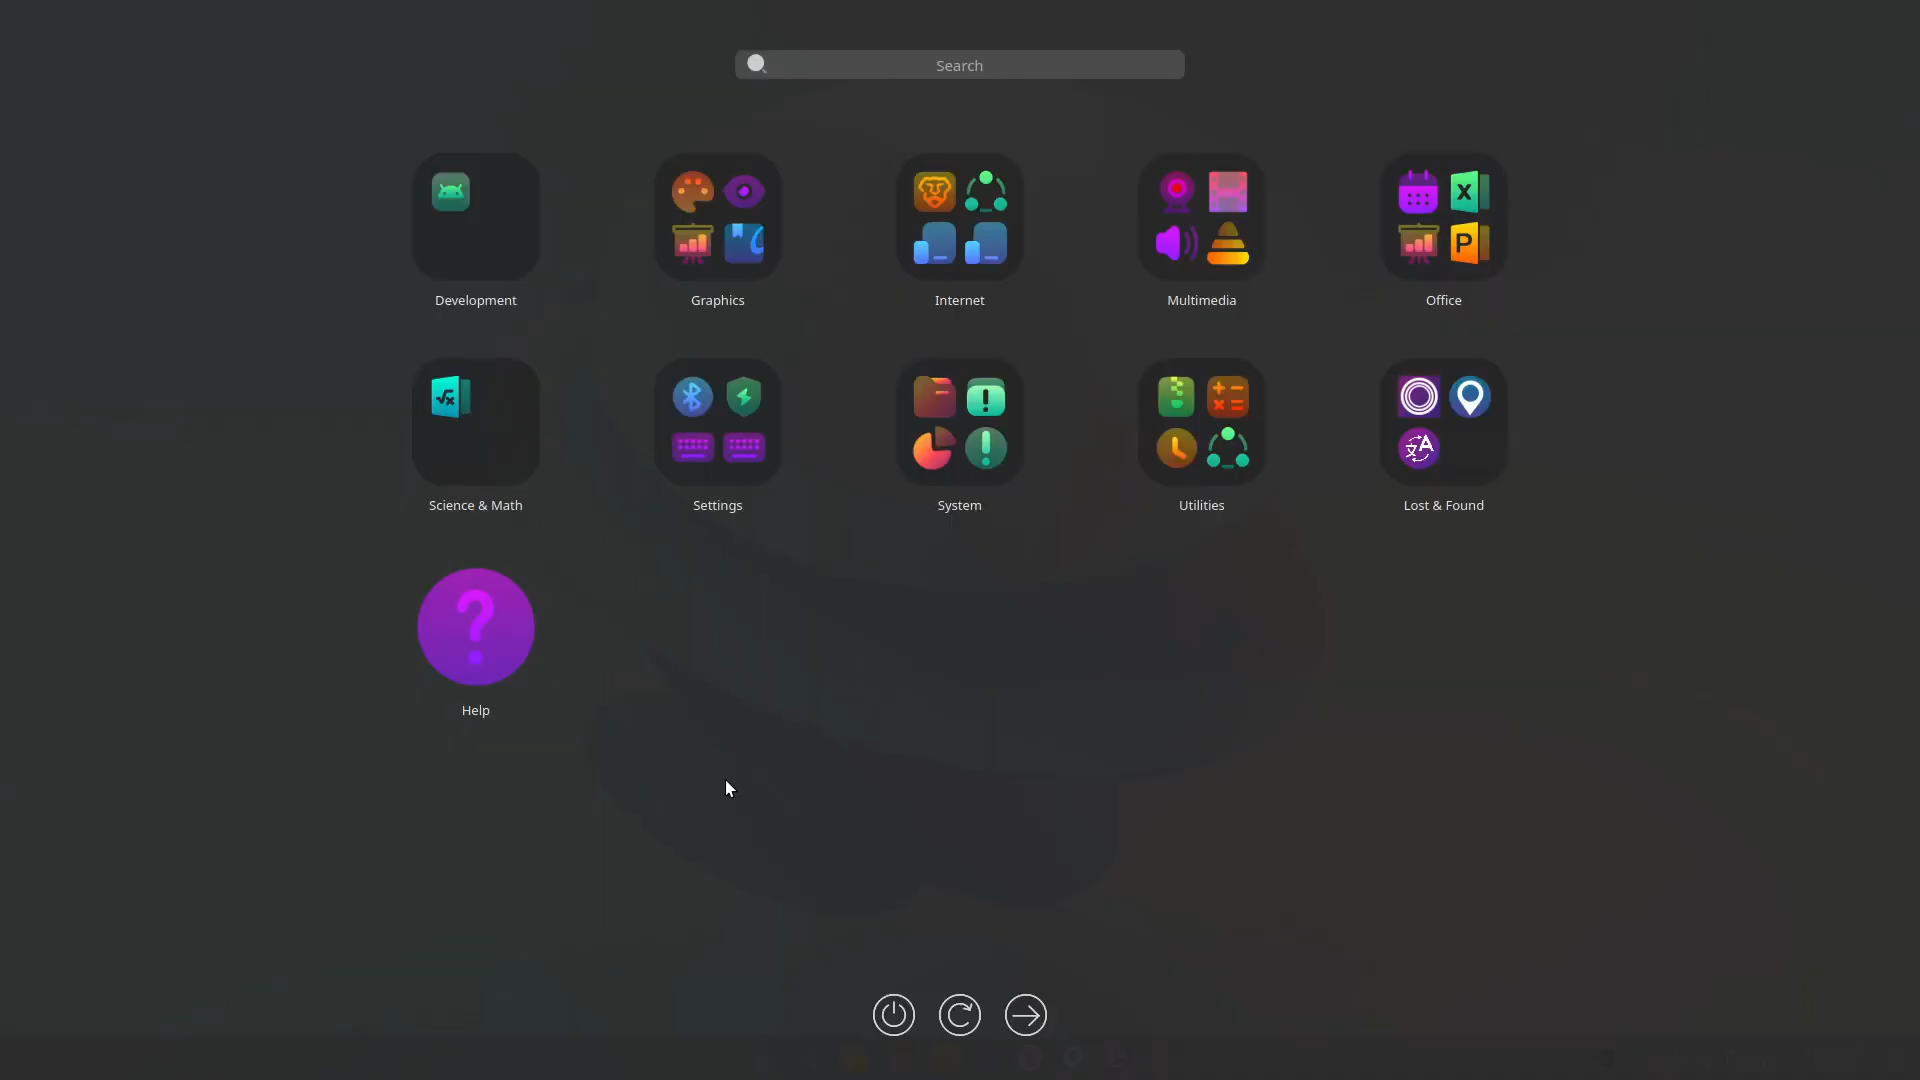 Search
Development
Graphics
Internet
Multimedia
Office
Science & Math
Settings
System
Utilities
Lost & Found
Help